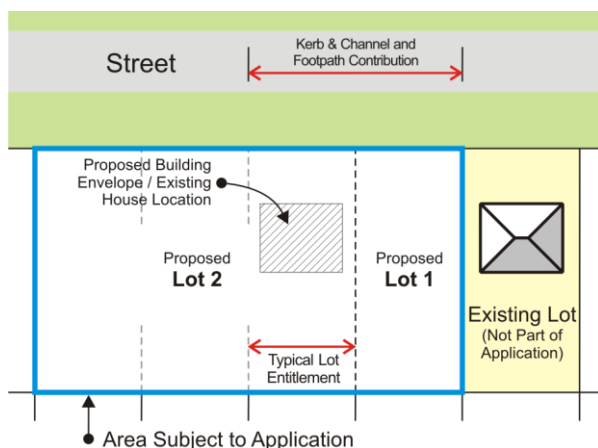 Street
Kerb & Channel and
Footpath Contribution
Proposed Building
Envelope / Existing
House Location
Proposed
Lot 2
Proposed
Lot 1
Existing Lot
(Not Part of
Application)
Typical Lot
Entitlement
Area Subject to Application